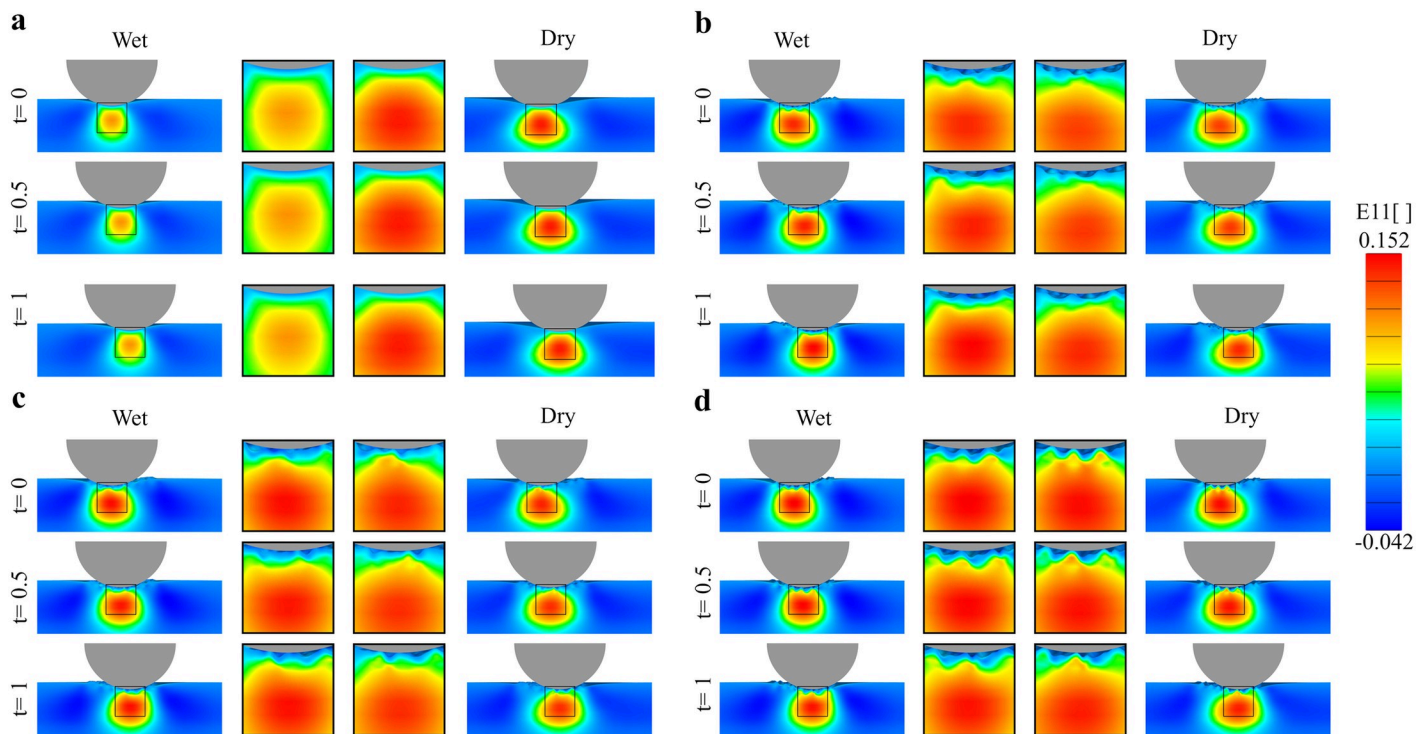 a
Wet
Dry
t= 0
t= 0.5
t= 1
b
Wet
Dry
t= 0
t= 0.5
t= 1
E11[ ]
0.152
-0.042
c
Wet
Dry
t= 0
t= 0.5
t= 1
d
Wet
Dry
t= 0
t= 0.5
t= 1